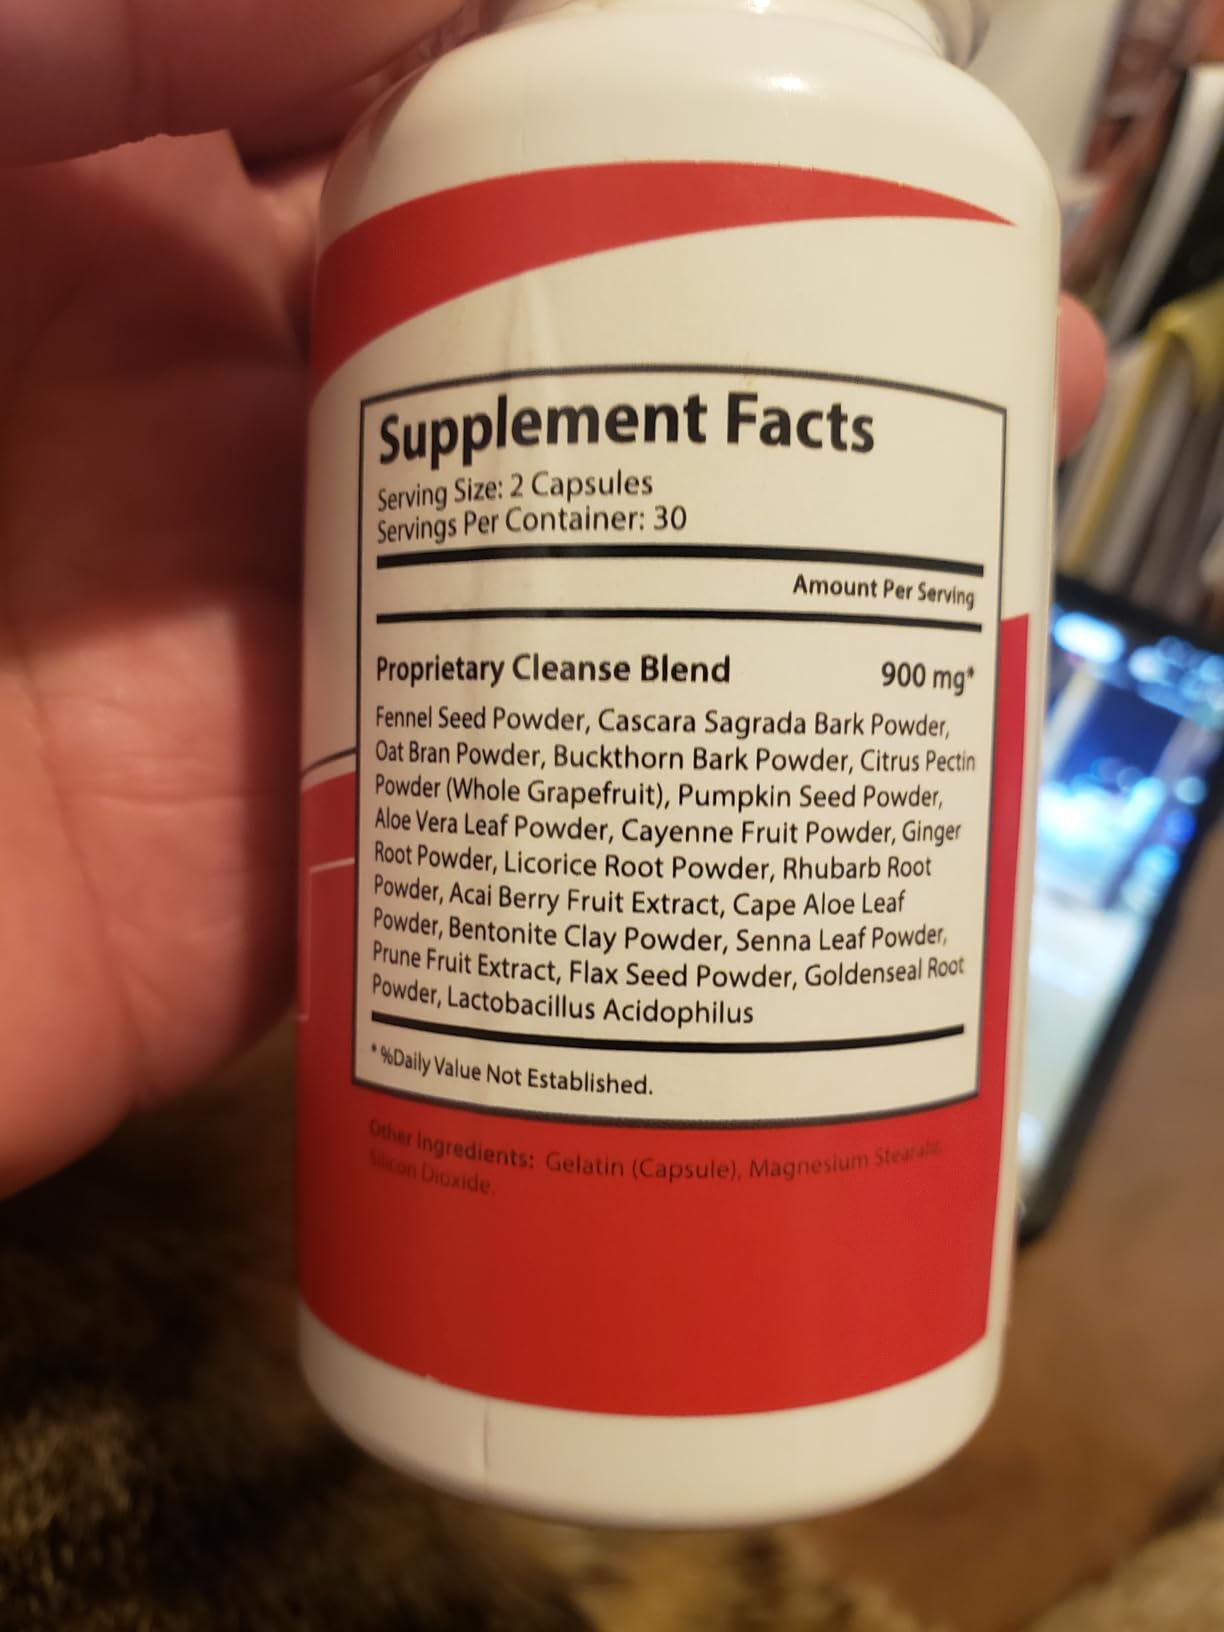 Supplement Facts
Serving Size: 2 Capsules
Servings Per Container: 30
Amount Per Serving
Proprietary Cleanse Blend 900 mg*
Fennel Seed Powder, Cascara Sagrada Bark Powder,
Oat Bran Powder, Buckthorn Bark Powder, Citrus Pectin
Powder (Whole Grapefruit), Pumpkin Seed Powder,
Aloe Vera Leaf Powder, Cayenne Fruit Powder, Ginger
Root Powder, Licorice Root Powder, Rhubarb Root
Powder, Acai Berry Fruit Extract, Cape Aloe Leaf
Powder, Bentonite Clay Powder, Senna Leaf Powder,
Prune Fruit Extract, Flax Seed Powder, Goldenseal Root
Powder, Lactobacillus Acidophilus
* %Daily Value Not Established.
Other Ingredients: Gelatin (Capsule), Magnesium Stearate,
Silicon Dioxide.